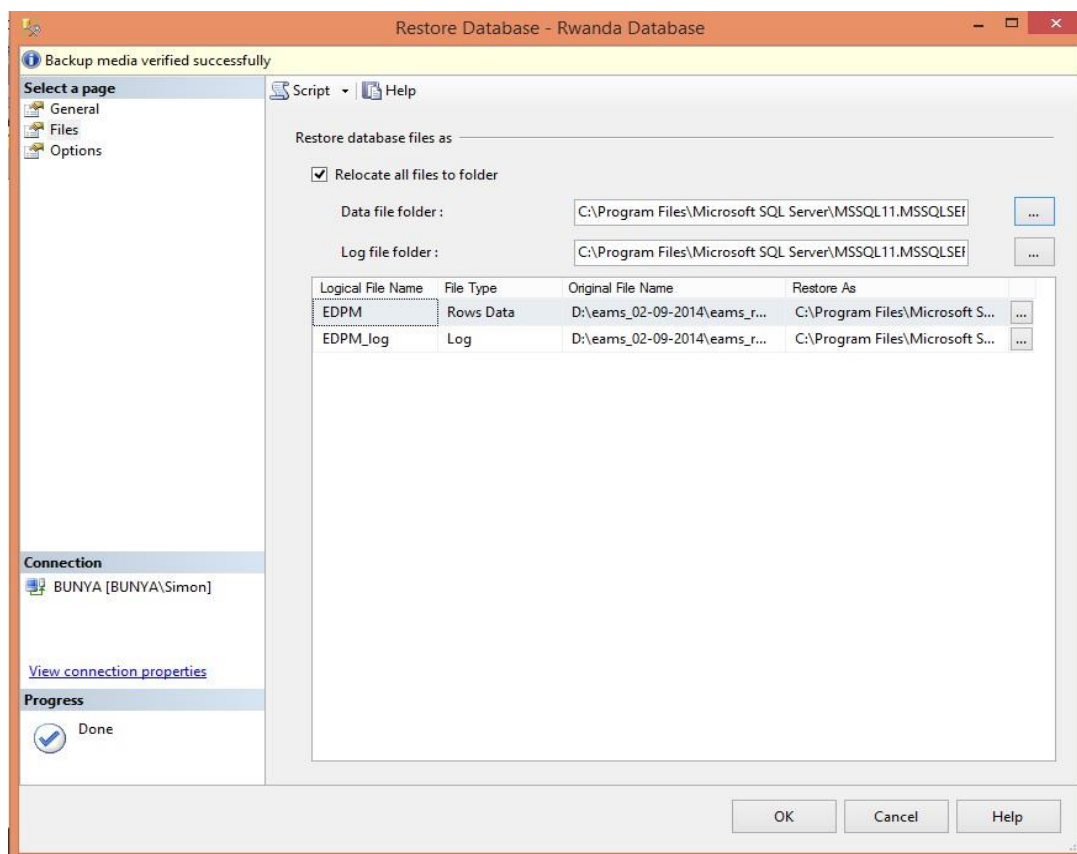 Restore Database - Rwanda Database
Backup media verified successfully
Select a page
General
Files
Options
Script Help
Restore database files as
Relocate all files to folder
Data file folder : C:\Program Files\Microsoft SQL Server\MSSQL11.MSSQLSEF ...
Log file folder : C:\Program Files\Microsoft SQL Server\MSSQL11.MSSQLSEF ...
Logical File Name File Type Original File Name Restore As
EDPM Rows Data D:\eams_02-09-2014\eams_r... C:\Program Files\Microsoft S... ...
EDPM_log Log D:\eams_02-09-2014\eams_r... C:\Program Files\Microsoft S... ...
Connection
BUNYA [BUNYA\Simon]
View connection properties
Progress
Done
OK Cancel Help